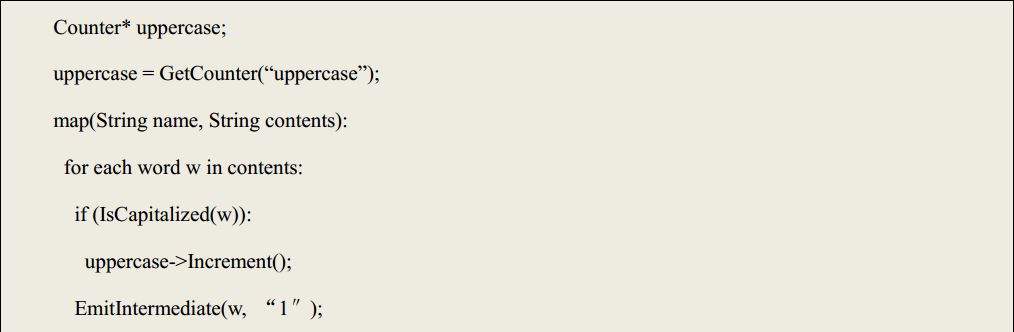 Counter* uppercase;
uppercase = GetCounter(“uppercase”);
map(String name, String contents):
for each word w in contents:
if (IsCapitalized(w)):
uppercase->Increment();
EmitIntermediate(w, “1″);